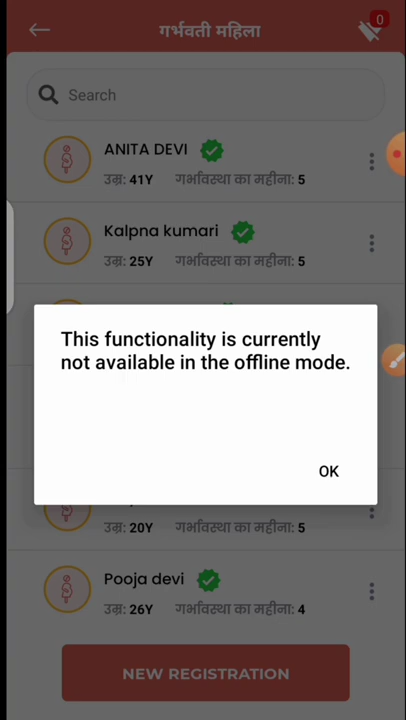 गर्भवती महिला
0
Search
ANITA DEVI
उम्र: 41Y गर्भावस्था का महीना: 5
Kalpna kumari
उम्र: 25Y गर्भावस्था का महीना: 5
This functionality is currently
not available in the offline mode.
OK
उम्र: 20Y गर्भावस्था का महीना: 5
Pooja devi
उम्र: 26Y गर्भावस्था का महीना: 4
NEW REGISTRATION